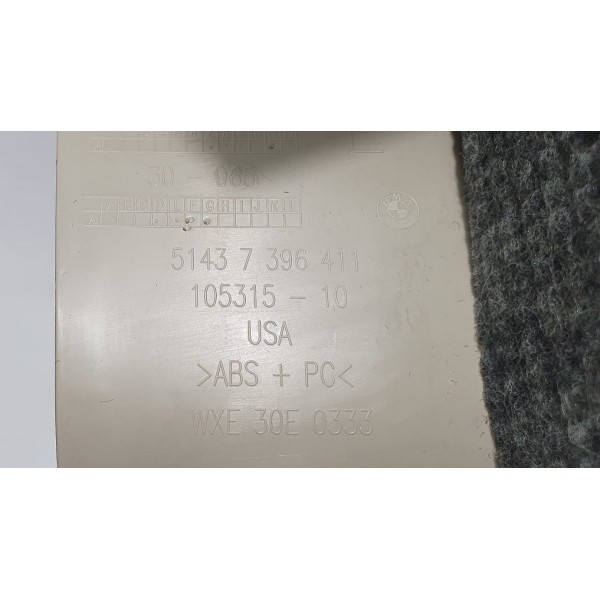 5143 7 396 411
105315 - 10
USA
>ABS + PC<
WXE 30E 0333